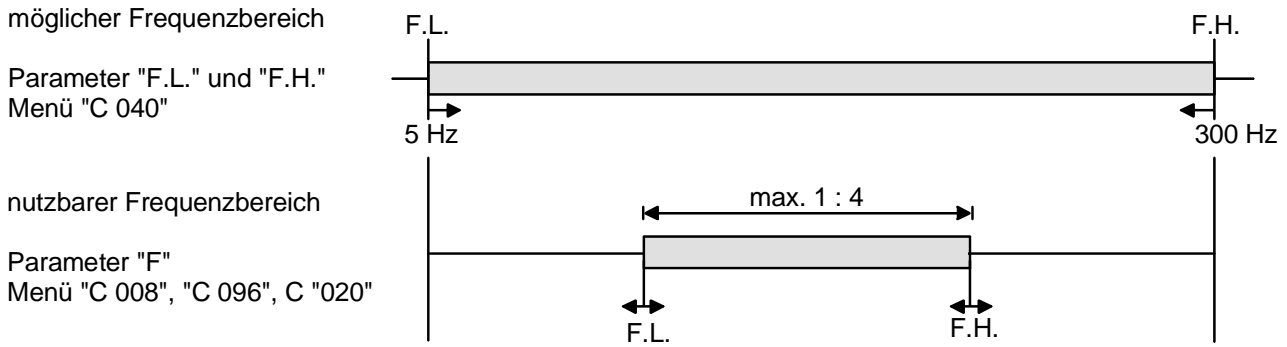 möglicher Frequenzbereich
F.L.
F.H.
Parameter "F.L." und "F.H."
Menü "C 040"
5 Hz
300 Hz
nutzbarer Frequenzbereich
max. 1 : 4
Parameter "F"
Menü "C 008", "C 096", C "020"
F.L.
F.H.